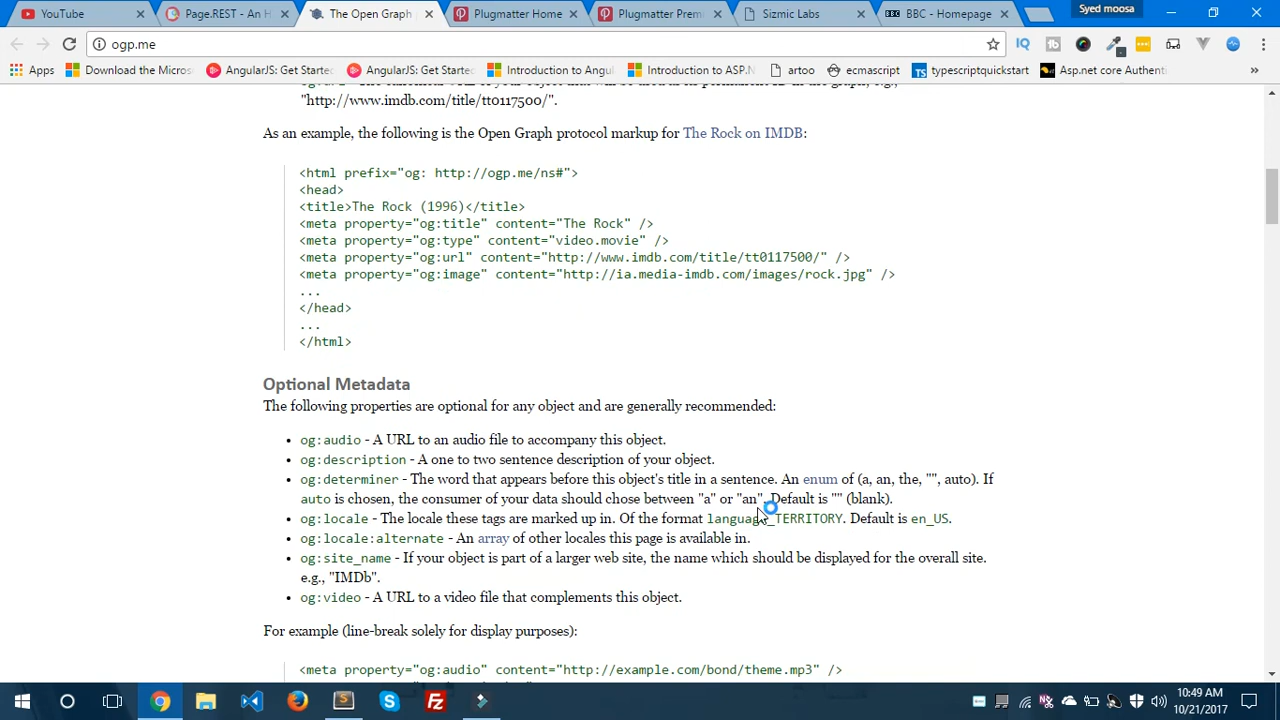 YouTube
Page.REST - An H
The Open Graph
Plugmatter Home
Plugmatter Prem
Sizmic Labs
BBC - Homepage
Syed moosa
ogp.me
Apps
Download the Micros
AngularJS: Get Starte
AngularJS: Get Starte
Introduction to Angu
Introduction to ASP.N
artoo
ecmascript
typescriptquickstart
Asp.net core Authenti
"http://www.imdb.com/title/tt0117500/".
As an example, the following is the Open Graph protocol markup for The Rock on IMDB:
<html prefix="og: http://ogp.me/ns#">
<head>
<title>The Rock (1996)</title>
<meta property="og:title" content="The Rock" />
<meta property="og:type" content="video.movie" />
<meta property="og:url" content="http://www.imdb.com/title/tt0117500/" />
<meta property="og:image" content="http://ia.media-imdb.com/images/rock.jpg" />
...
</head>
...
</html>
Optional Metadata
The following properties are optional for any object and are generally recommended:
• og:audio - A URL to an audio file to accompany this object.
• og:description - A one to two sentence description of your object.
• og:determiner - The word that appears before this object's title in a sentence. An enum of (a, an, the, "", auto). If
auto is chosen, the consumer of your data should chose between "a" or "an". Default is "" (blank).
• og:locale - The locale these tags are marked up in. Of the format language_TERRITORY. Default is en_US.
• og:locale:alternate - An array of other locales this page is available in.
• og:site_name - If your object is part of a larger web site, the name which should be displayed for the overall site.
e.g., "IMDb".
• og:video - A URL to a video file that complements this object.
For example (line-break solely for display purposes):
<meta property="og:audio" content="http://example.com/bond/theme.mp3" />
10:49 AM
10/21/2017